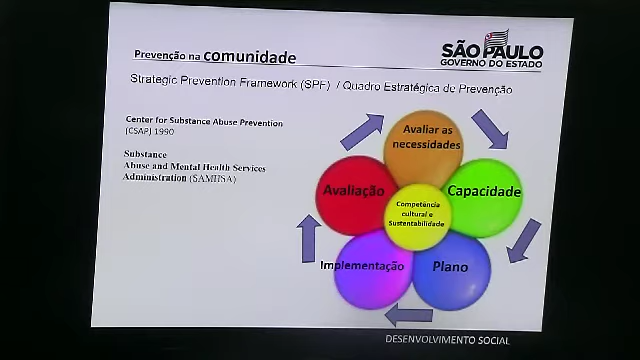 Prevenção na comunidade
SÃO PAULO
GOVERNO DO ESTADO
Strategic Prevention Framework (SPF) / Quadro Estratégica de Prevenção
Center for Substance Abuse Prevention
(CSAP) 1990
Substance
Abuse and Mental Health Services
Administration (SAMHSA)
Avaliar as
necessidades
Avaliação
Capacidade
Competência
cultural e
Sustentabilidade
Implementação
Plano
DESENVOLVIMENTO SOCIAL